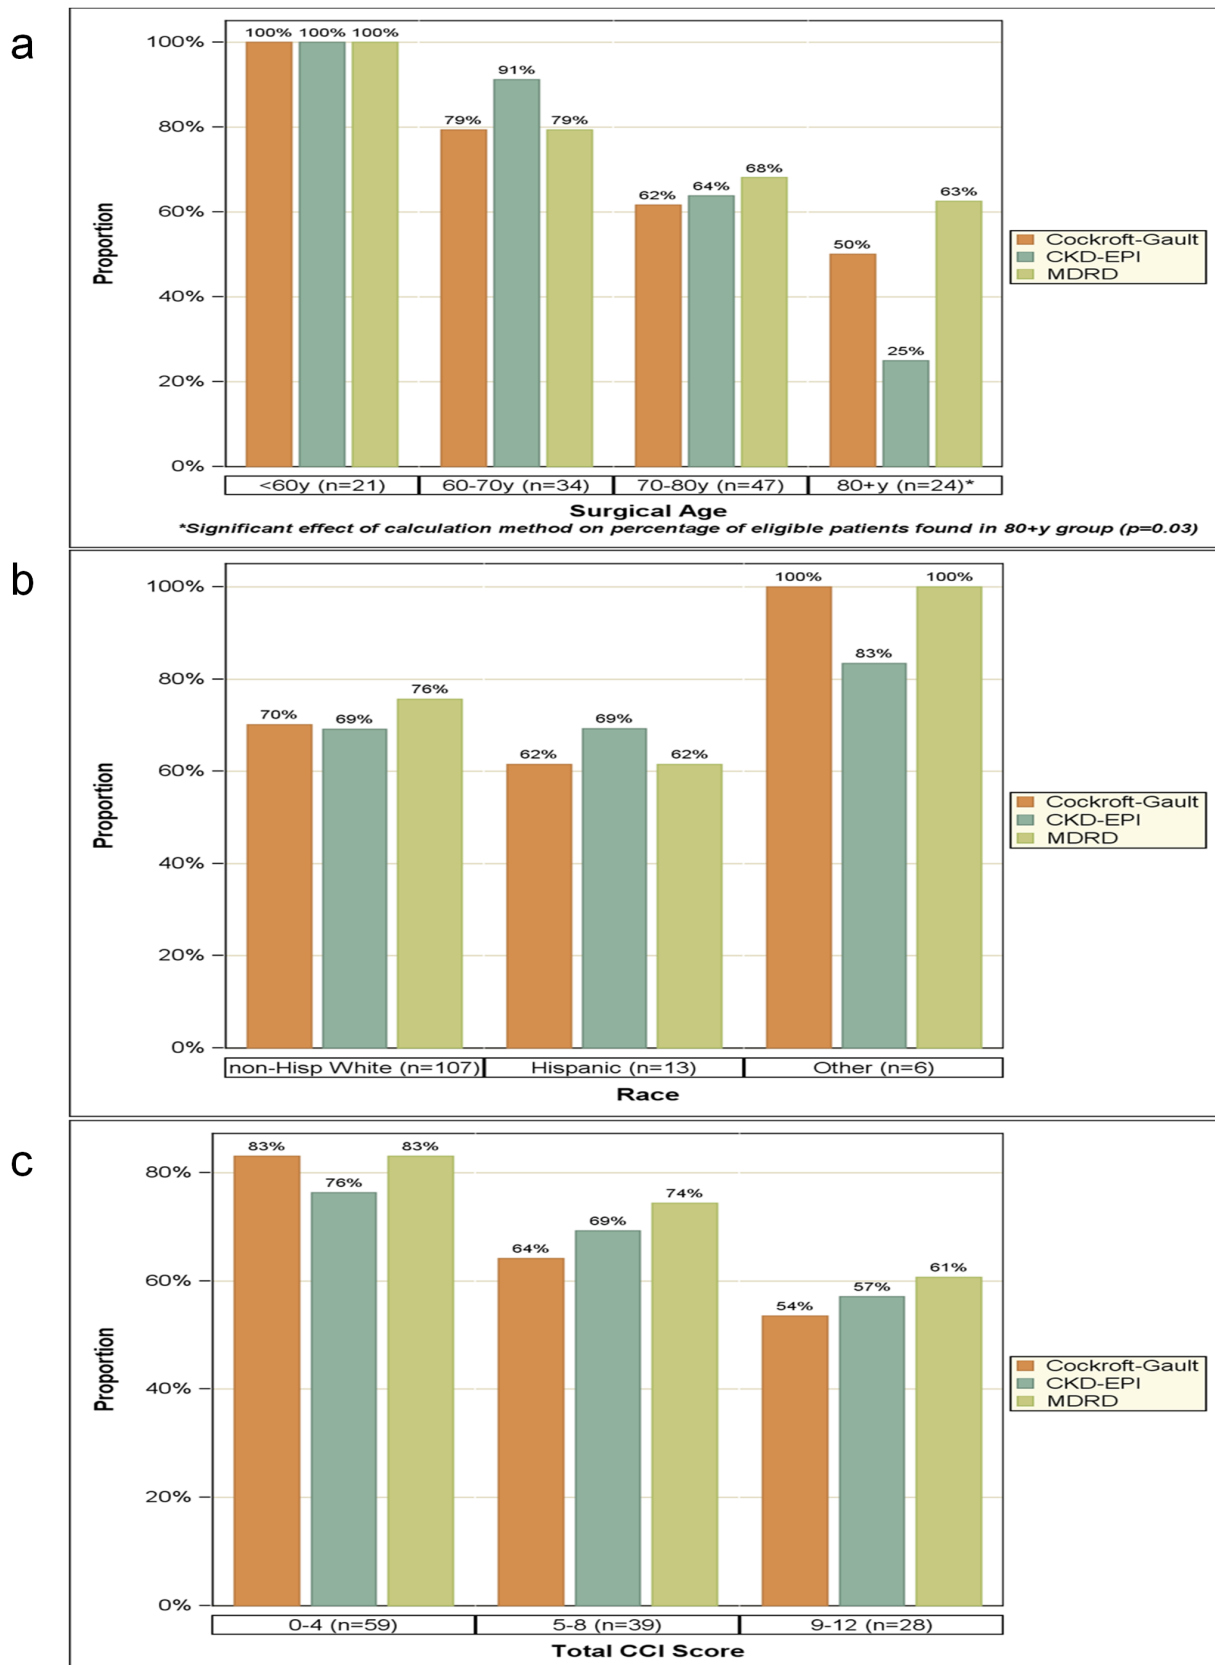 a
100%
80%
60%
40%
20%
0%
Proportion
100% 100% 100%
79% 91% 79%
62% 64% 68%
50% 25% 63%
<60y (n=21) 60-70y (n=34) 70-80y (n=47) 80+y (n=24)*
Surgical Age
*Significant effect of calculation method on percentage of eligible patients found in 80+y group (p=0.03)
Cockroft-Gault
CKD-EPI
MDRD
b
100%
80%
60%
40%
20%
0%
Proportion
70% 69% 76%
62% 69% 62%
100% 83% 100%
non-Hisp White (n=107) Hispanic (n=13) Other (n=6)
Race
Cockroft-Gault
CKD-EPI
MDRD
c
80%
60%
40%
20%
0%
Proportion
83% 76% 83%
64% 69% 74%
54% 57% 61%
0-4 (n=59) 5-8 (n=39) 9-12 (n=28)
Total CCI Score
Cockroft-Gault
CKD-EPI
MDRD